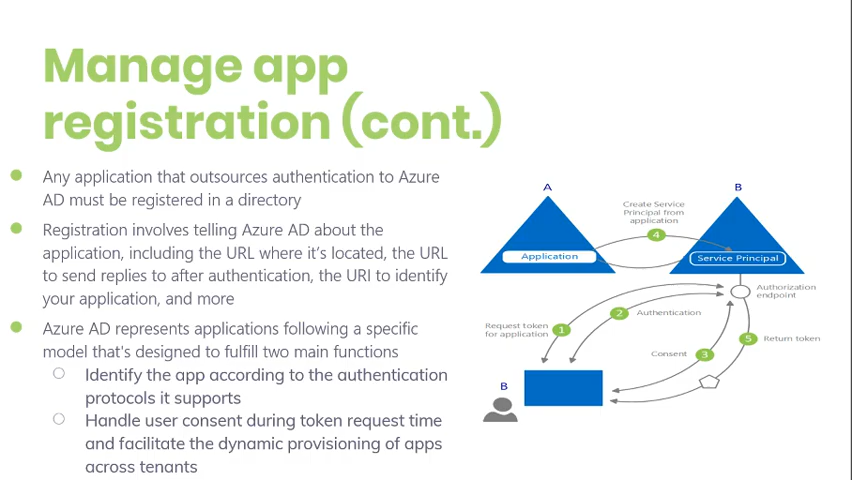 Manage app
registration (cont.)
Any application that outsources authentication to Azure
AD must be registered in a directory
Registration involves telling Azure AD about the
application, including the URL where it's located, the URL
to send replies to after authentication, the URI to identify
your application, and more
Azure AD represents applications following a specific
model that's designed to fulfill two main functions
Identify the app according to the authentication
protocols it supports
Handle user consent during token request time
and facilitate the dynamic provisioning of apps
across tenants
A
B
Create Service
Principal from
application
4
Application
Service Principal
Authorization
endpoint
Request token
for application
1
2
Authentication
5
Return token
Consent
3
B